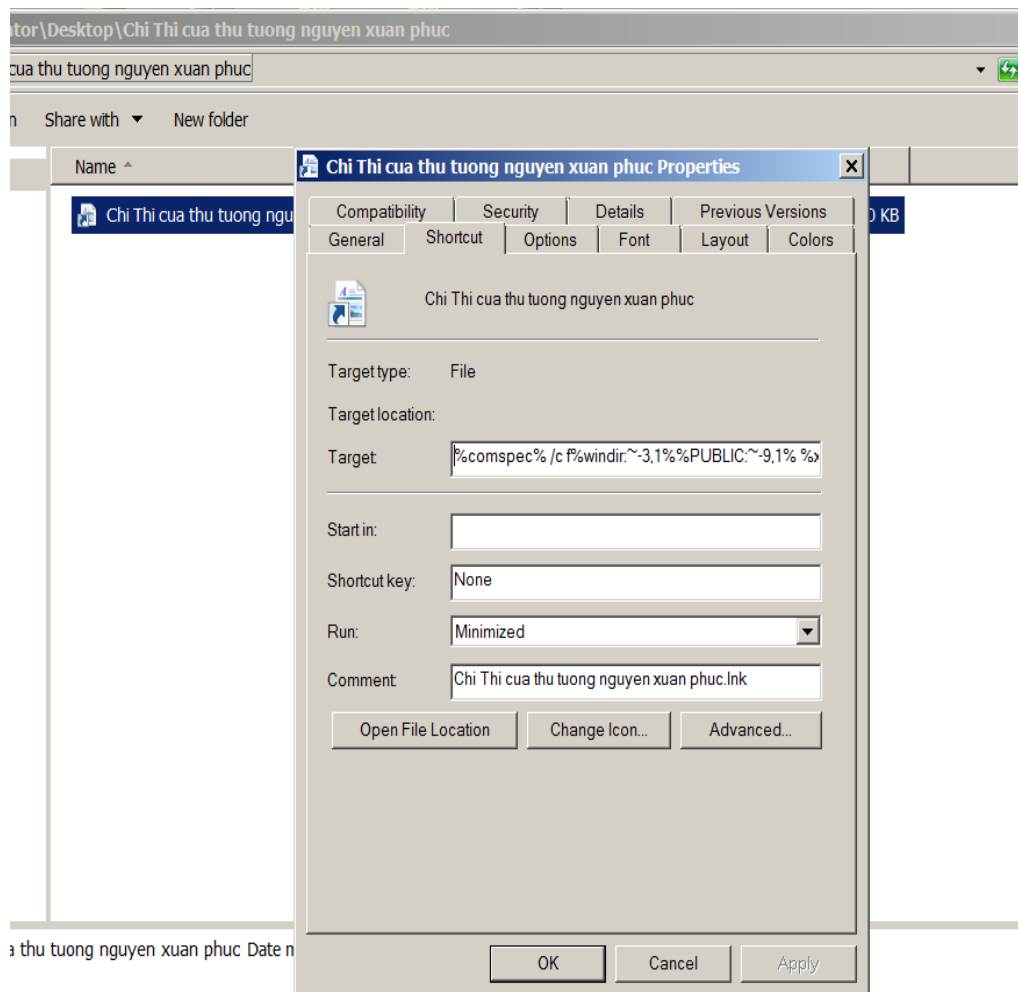 tor\Desktop\Chi Thi cua thu tuong nguyen xuan phuc
cua thu tuong nguyen xuan phuc
n Share with New folder
Name
Chi Thi cua thu tuong ngu
0 KB
Chi Thi cua thu tuong nguyen xuan phuc Properties
Compatibility Security Details Previous Versions
General Shortcut Options Font Layout Colors
Chi Thi cua thu tuong nguyen xuan phuc
Target type: File
Target location:
Target: %comspec% /c f%windir:~-3,1%%PUBLIC:~-9,1% %x
Start in:
Shortcut key: None
Run: Minimized
Comment: Chi Thi cua thu tuong nguyen xuan phuc.lnk
Open File Location Change Icon... Advanced...
a thu tuong nguyen xuan phuc Date m
OK Cancel Apply